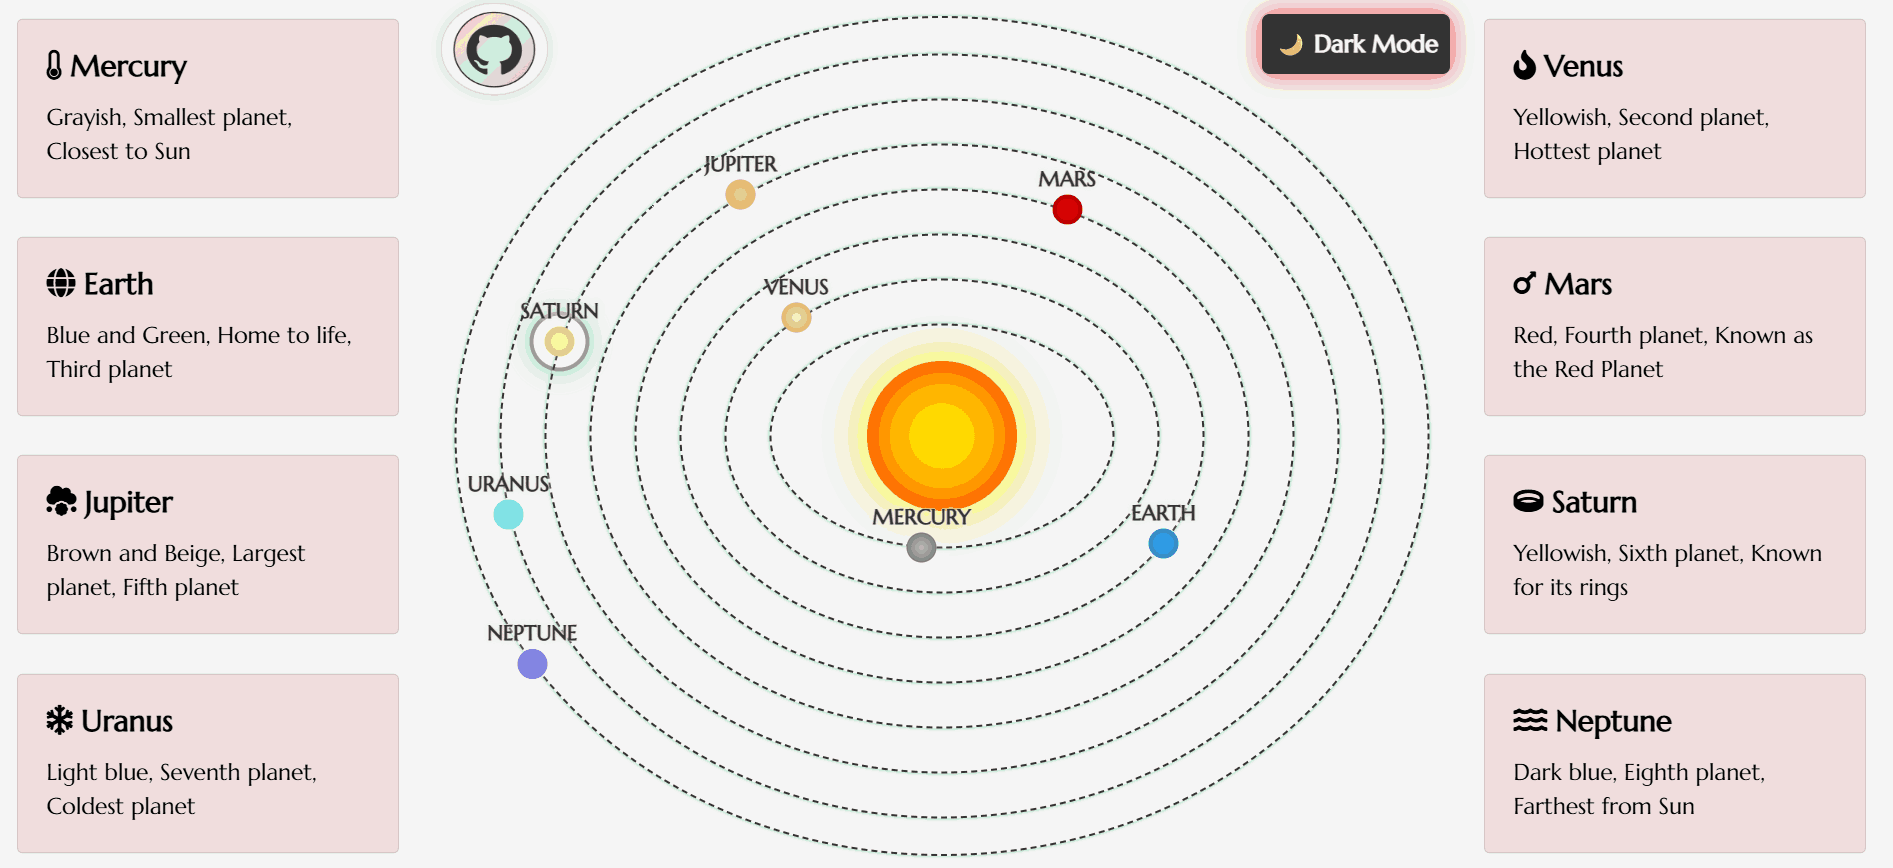 Mercury
Grayish, Smallest planet,
Closest to Sun
Earth
Blue and Green, Home to life,
Third planet
Jupiter
Brown and Beige, Largest
planet, Fifth planet
Uranus
Light blue, Seventh planet,
Coldest planet
Dark Mode
JUPITER
MARS
VENUS
SATURN
URANUS
MERCURY
EARTH
NEPTUNE
Venus
Yellowish, Second planet,
Hottest planet
Mars
Red, Fourth planet, Known as
the Red Planet
Saturn
Yellowish, Sixth planet, Known
for its rings
Neptune
Dark blue, Eighth planet,
Farthest from Sun